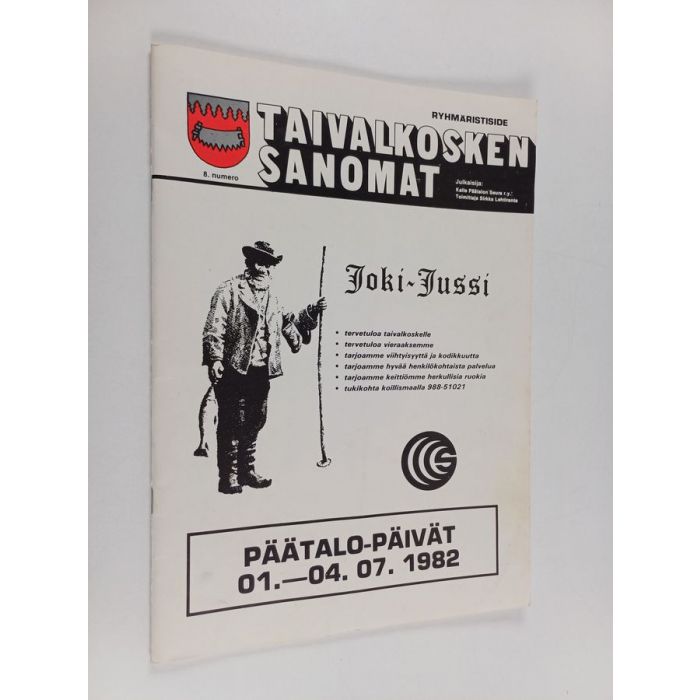 RYHMÄRISTISIDE
TAIVALKOSKEN
SANOMAT
8. numero
Julkaisija:
Kalle Päätalon Seura r.y.
Toimittaja Sirkka Lahtiranta
Joki-Jussi
• tervetuloa taivalkoskelle
• tervetuloa vieraaksemme
• tarjoamme viihtyisyyttä ja kodikkuutta
• tarjoamme hyvää henkilökohtaista palvelua
• tarjoamme keittiömme herkullisia ruokia
• tukikohta koillismaalla 988-51021
PÄÄTALO-PÄIVÄT
01.—04. 07. 1982